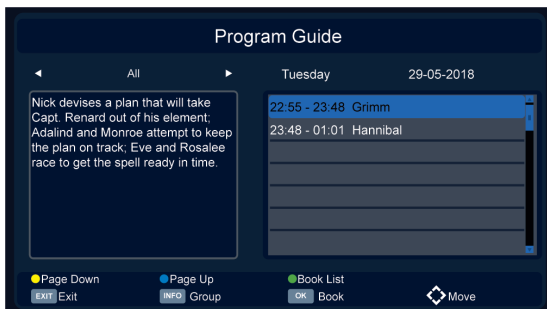 Program Guide
All
Tuesday 29-05-2018
Nick devises a plan that will take
Capt. Renard out of his element;
Adalind and Monroe attempt to keep
the plan on track; Eve and Rosalee
race to get the spell ready in time.
22:55 - 23:48 Grimm
23:48 - 01:01 Hannibal
Page Down Page Up Book List
EXIT Exit INFO Group OK Book Move